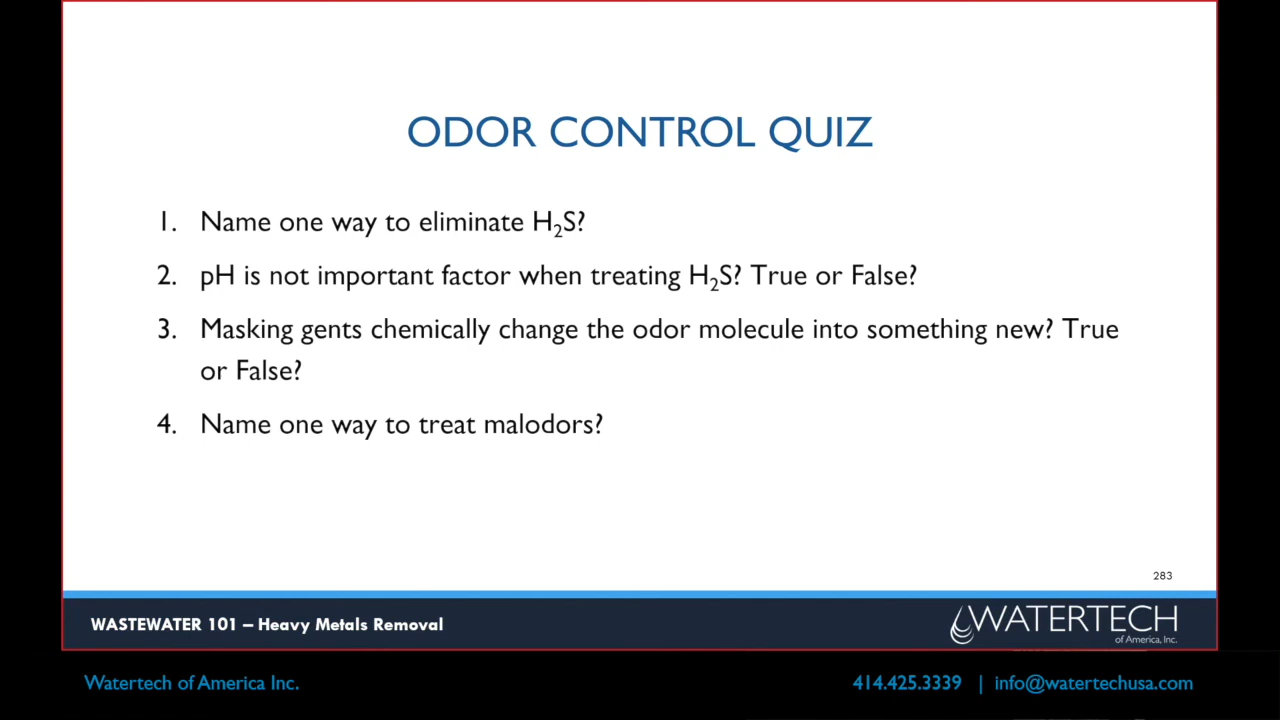 ODOR CONTROL QUIZ
1. Name one way to eliminate H₂S?
2. pH is not important factor when treating H₂S? True or False?
3. Masking gents chemically change the odor molecule into something new? True
or False?
4. Name one way to treat malodors?
283
WASTEWATER 101 – Heavy Metals Removal
WATERTECH
of America, Inc.
Watertech of America Inc.
414.425.3339 | info@watertechusa.com